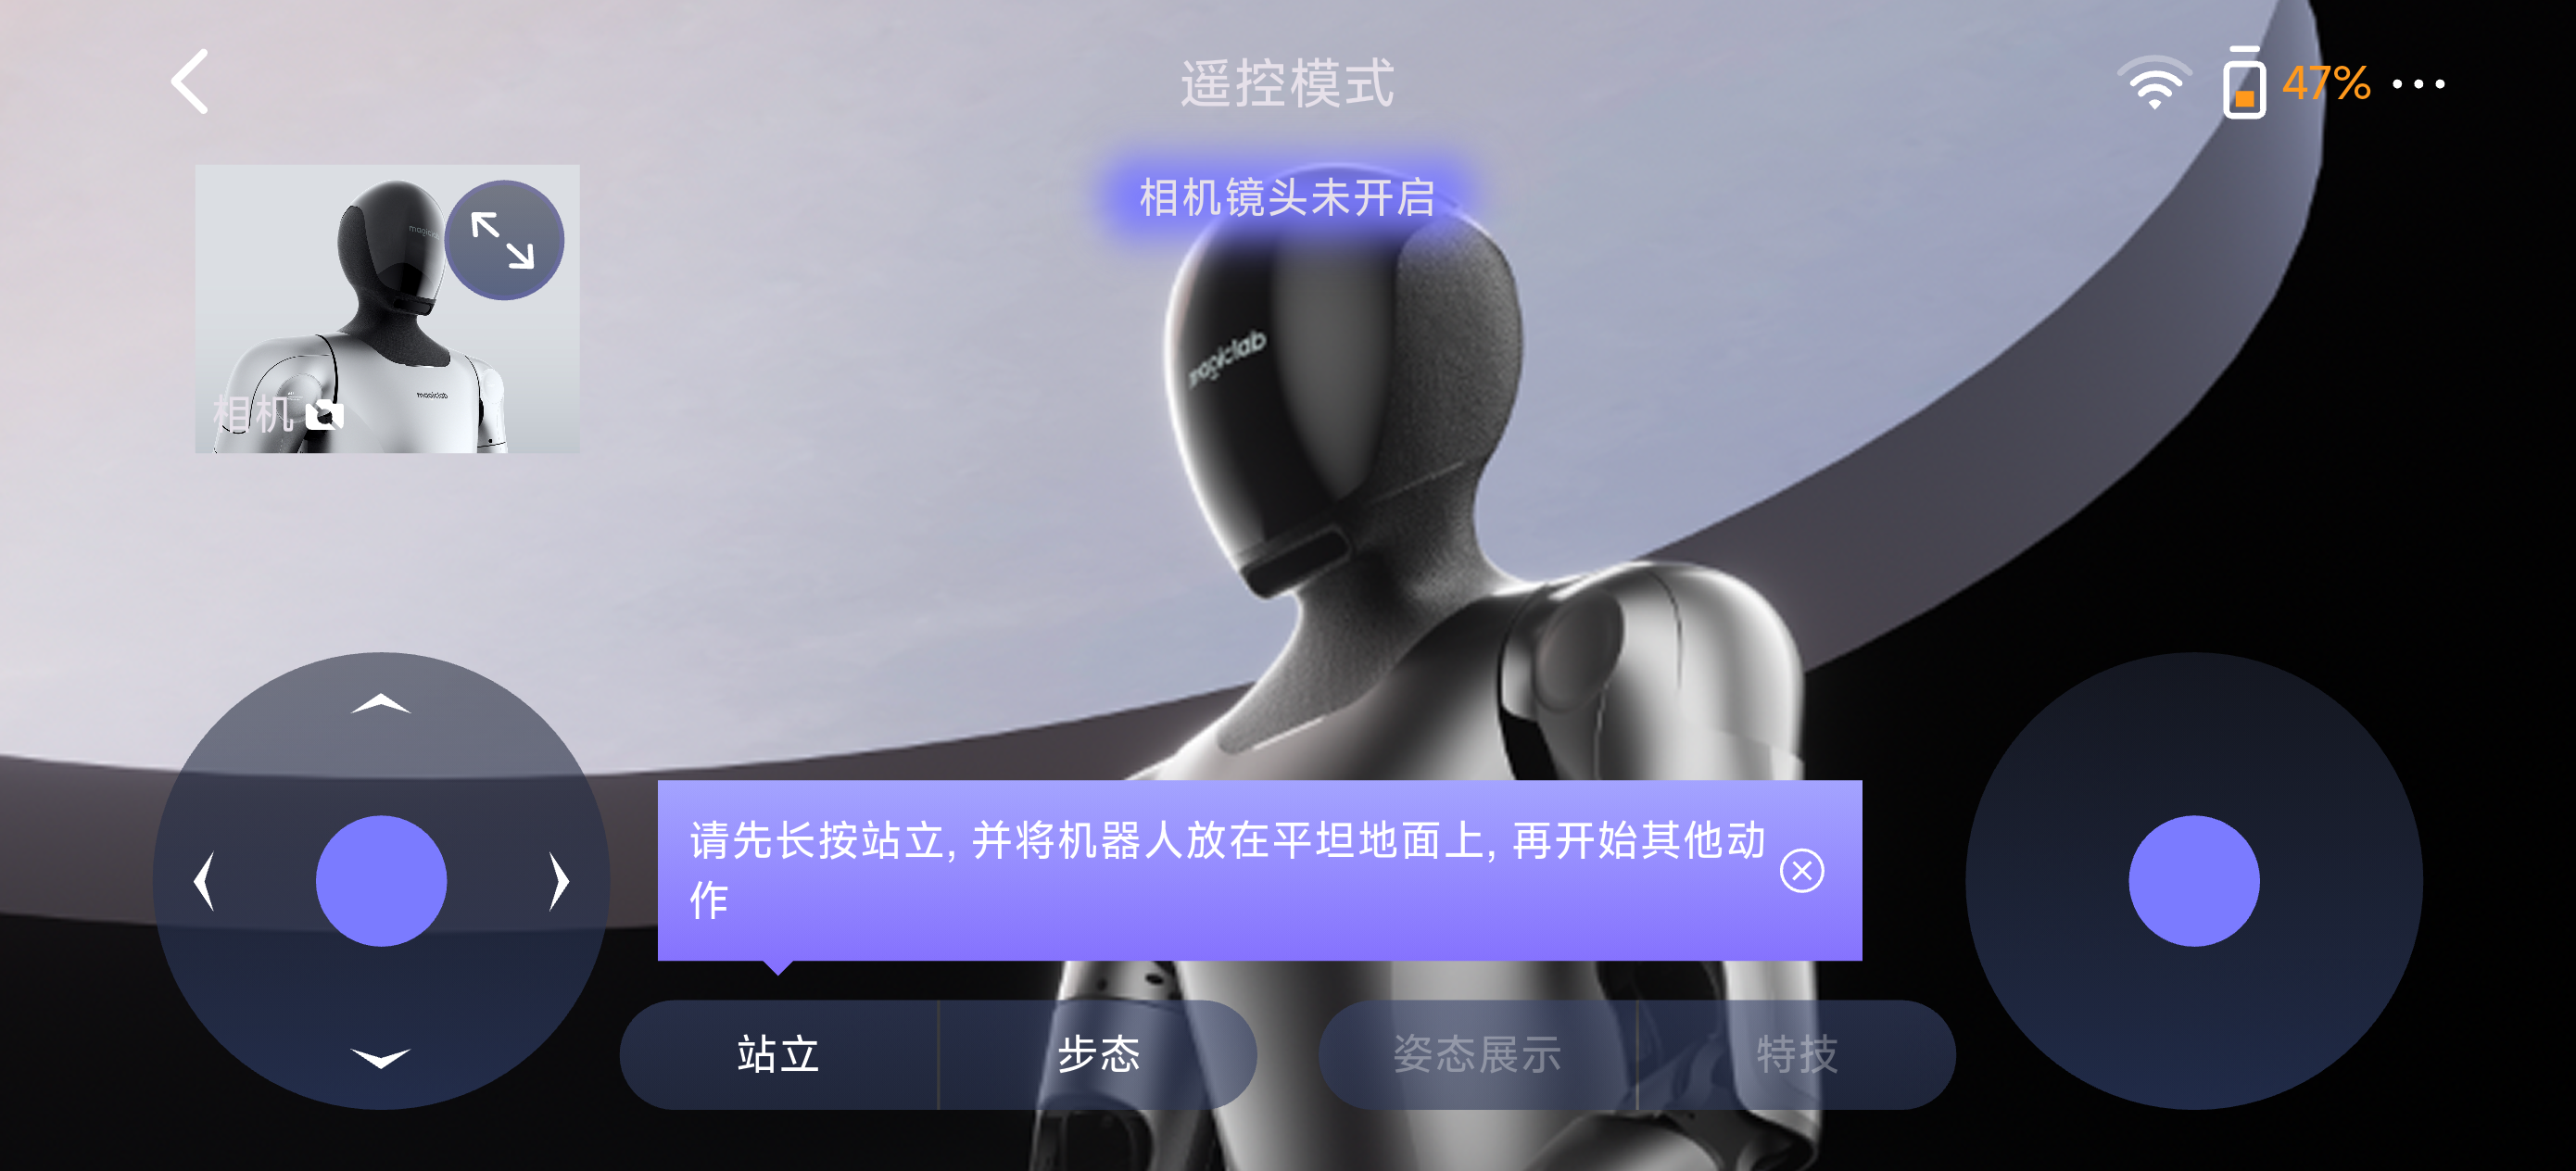 遥控模式
47%
相机镜头未开启
magiclab
magiclab
相机
magiclab
请先长按站立, 并将机器人放在平坦地面上, 再开始其他动
作
站立
步态
姿态展示
特技